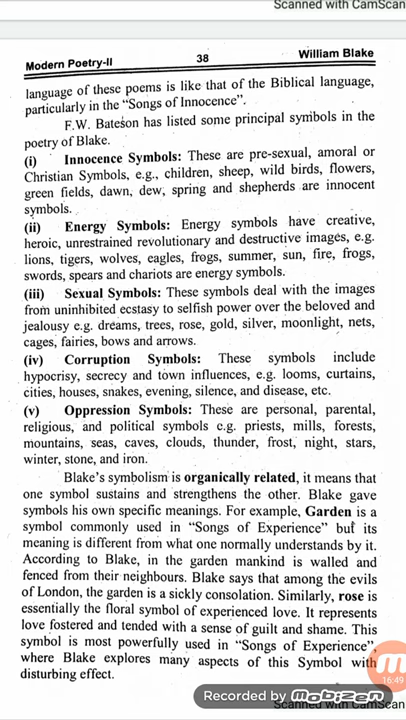 Scanned with CamScan
Modern Poetry-II
38
William Blake
language of these poems is like that of the Biblical language,
particularly in the “Songs of Innocence”.
F.W. Bateson has listed some principal symbols in the
poetry of Blake.
(i) Innocence Symbols: These are pre-sexual, amoral or
Christian Symbols, e.g., children, sheep, wild birds, flowers,
green fields, dawn, dew, spring and shepherds are innocent
symbols.
(ii) Energy Symbols: Energy symbols have creative,
heroic, unrestrained revolutionary and destructive images, e.g.
lions, tigers, wolves, eagles, frogs, summer, sun, fire, frogs,
swords, spears and chariots are energy symbols.
(iii) Sexual Symbols: These symbols deal with the images
from uninhibited ecstasy to selfish power over the beloved and
jealousy e.g. dreams, trees, rose, gold, silver, moonlight, nets,
cages, fairies, bows and arrows.
(iv) Corruption Symbols: These symbols include
hypocrisy, secrecy and town influences, e.g. looms, curtains,
cities, houses, snakes, evening, silence, and disease, etc.
(v) Oppression Symbols: These are personal, parental,
religious, and political symbols e.g. priests, mills, forests,
mountains, seas, caves, clouds, thunder, frost, night, stars,
winter, stone, and iron.
Blake’s symbolism is organically related, it means that
one symbol sustains and strengthens the other. Blake gave
symbols his own specific meanings. For example, Garden is a
symbol commonly used in “Songs of Experience” but its
meaning is different from what one normally understands by it.
According to Blake, in the garden mankind is walled and
fenced from their neighbours. Blake says that among the evils
of London, the garden is a sickly consolation. Similarly, rose is
essentially the floral symbol of experienced love. It represents
love fostered and tended with a sense of guilt and shame. This
symbol is most powerfully used in “Songs of Experience”,
where Blake explores many aspects of this Symbol with
disturbing effect.
16:49
Recorded by Mobizen
Scanned with CamScan